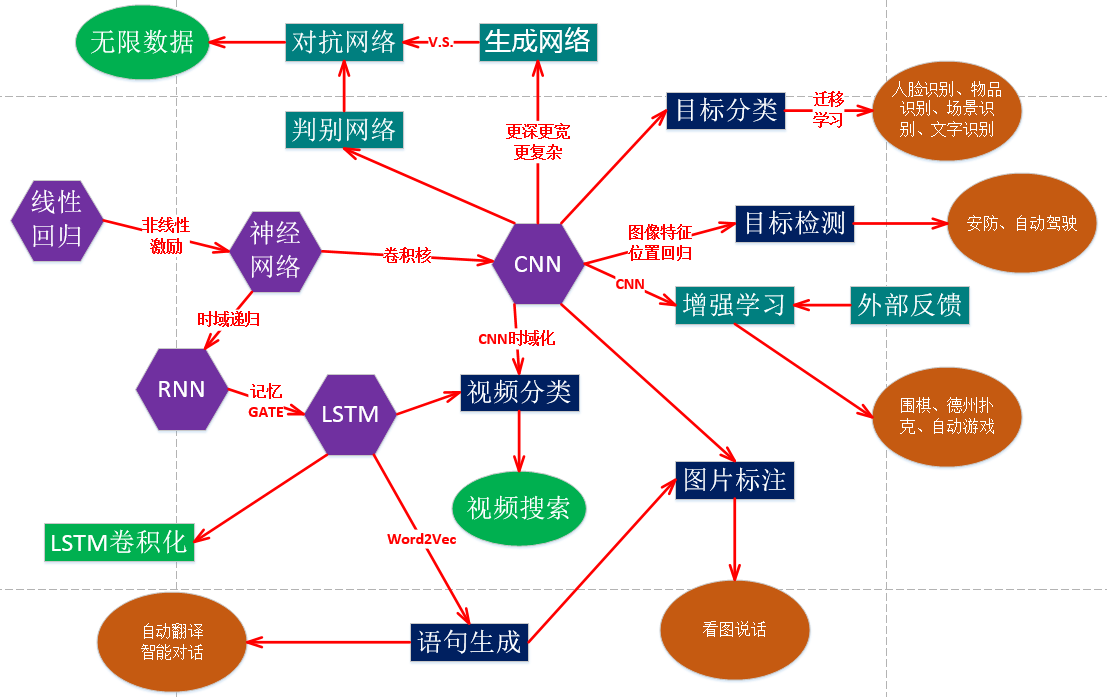 无限数据
对抗网络
V.S.
生成网络
判别网络
更深更宽
更复杂
目标分类
迁移
学习
人脸识别、物品
识别、场景识
别、文字识别
线性
回归
非线性
激励
神经
网络
卷积核
CNN
图像特征
位置回归
目标检测
安防、自动驾驶
CNN
增强学习
外部反馈
时域递归
CNN时域化
RNN
记忆
GATE
LSTM
视频分类
围棋、德州扑
克、自动游戏
图片标注
视频搜索
LSTM卷积化
Word2Vec
自动翻译
智能对话
语句生成
看图说话